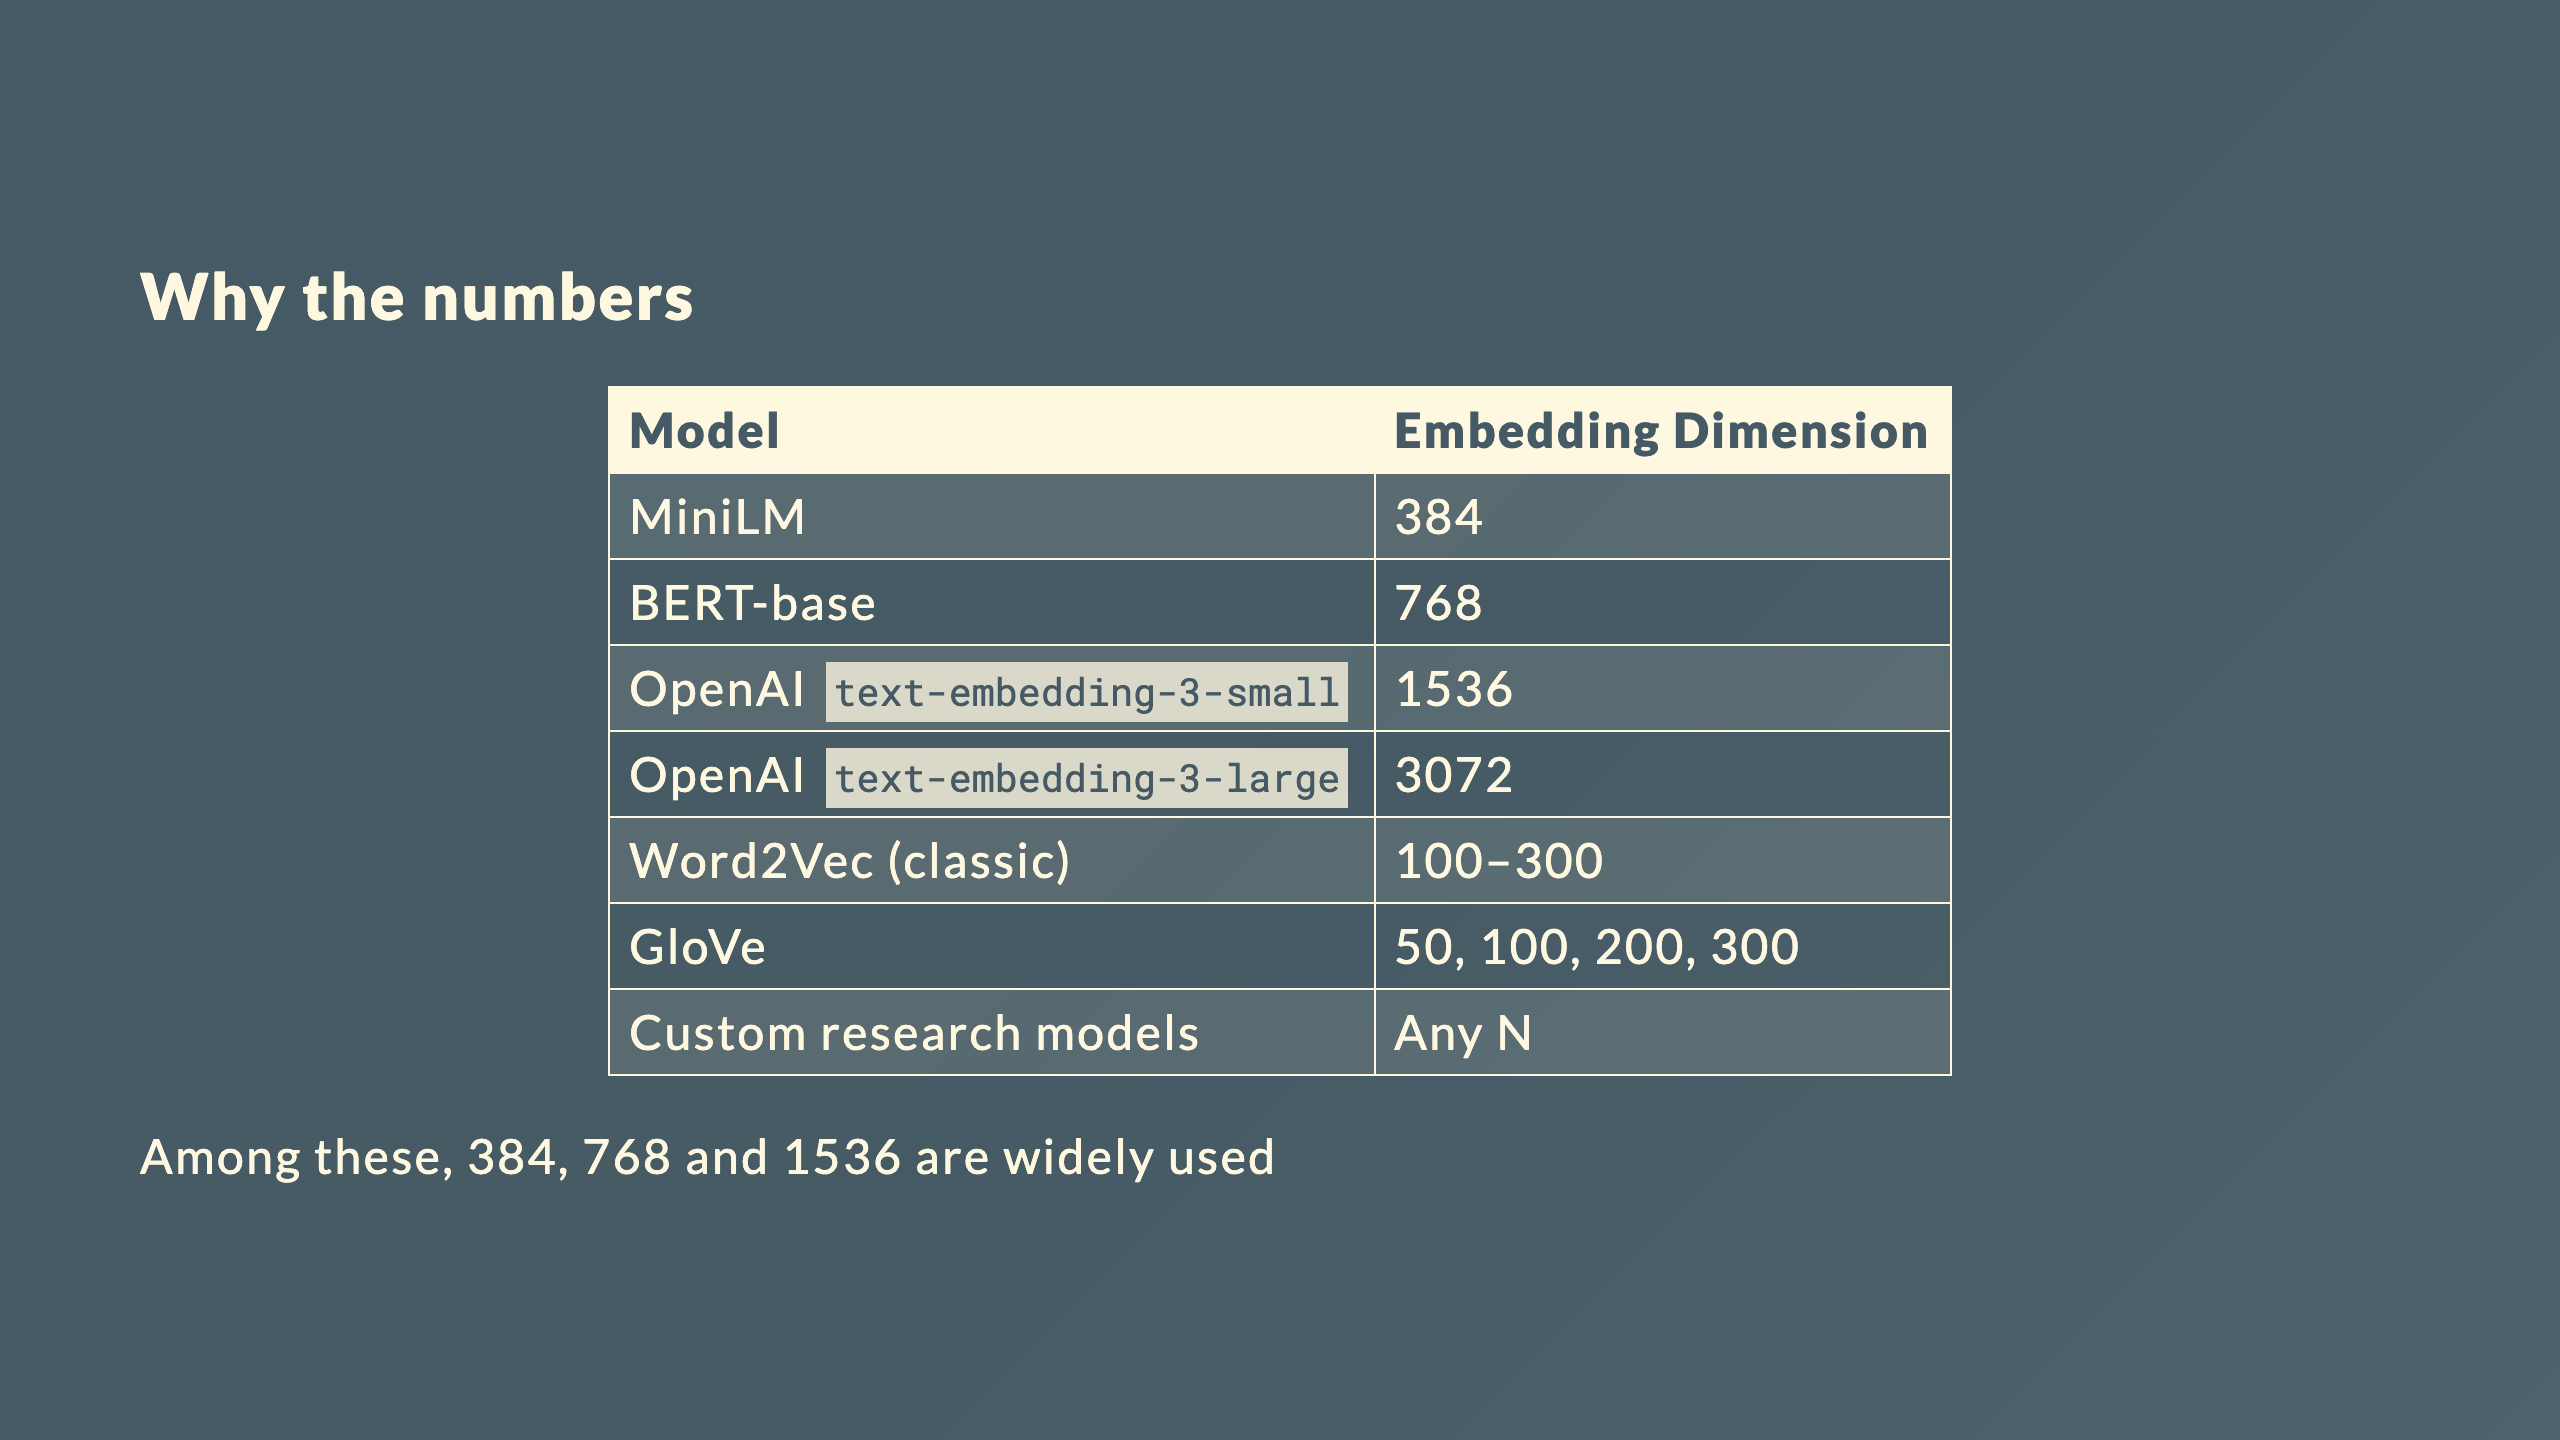 Why the numbers
Model Embedding Dimension
MiniLM 384
BERT-base 768
OpenAI text-embedding-3-small 1536
OpenAI text-embedding-3-large 3072
Word2Vec (classic) 100–300
GloVe 50, 100, 200, 300
Custom research models Any N
Among these, 384, 768 and 1536 are widely used